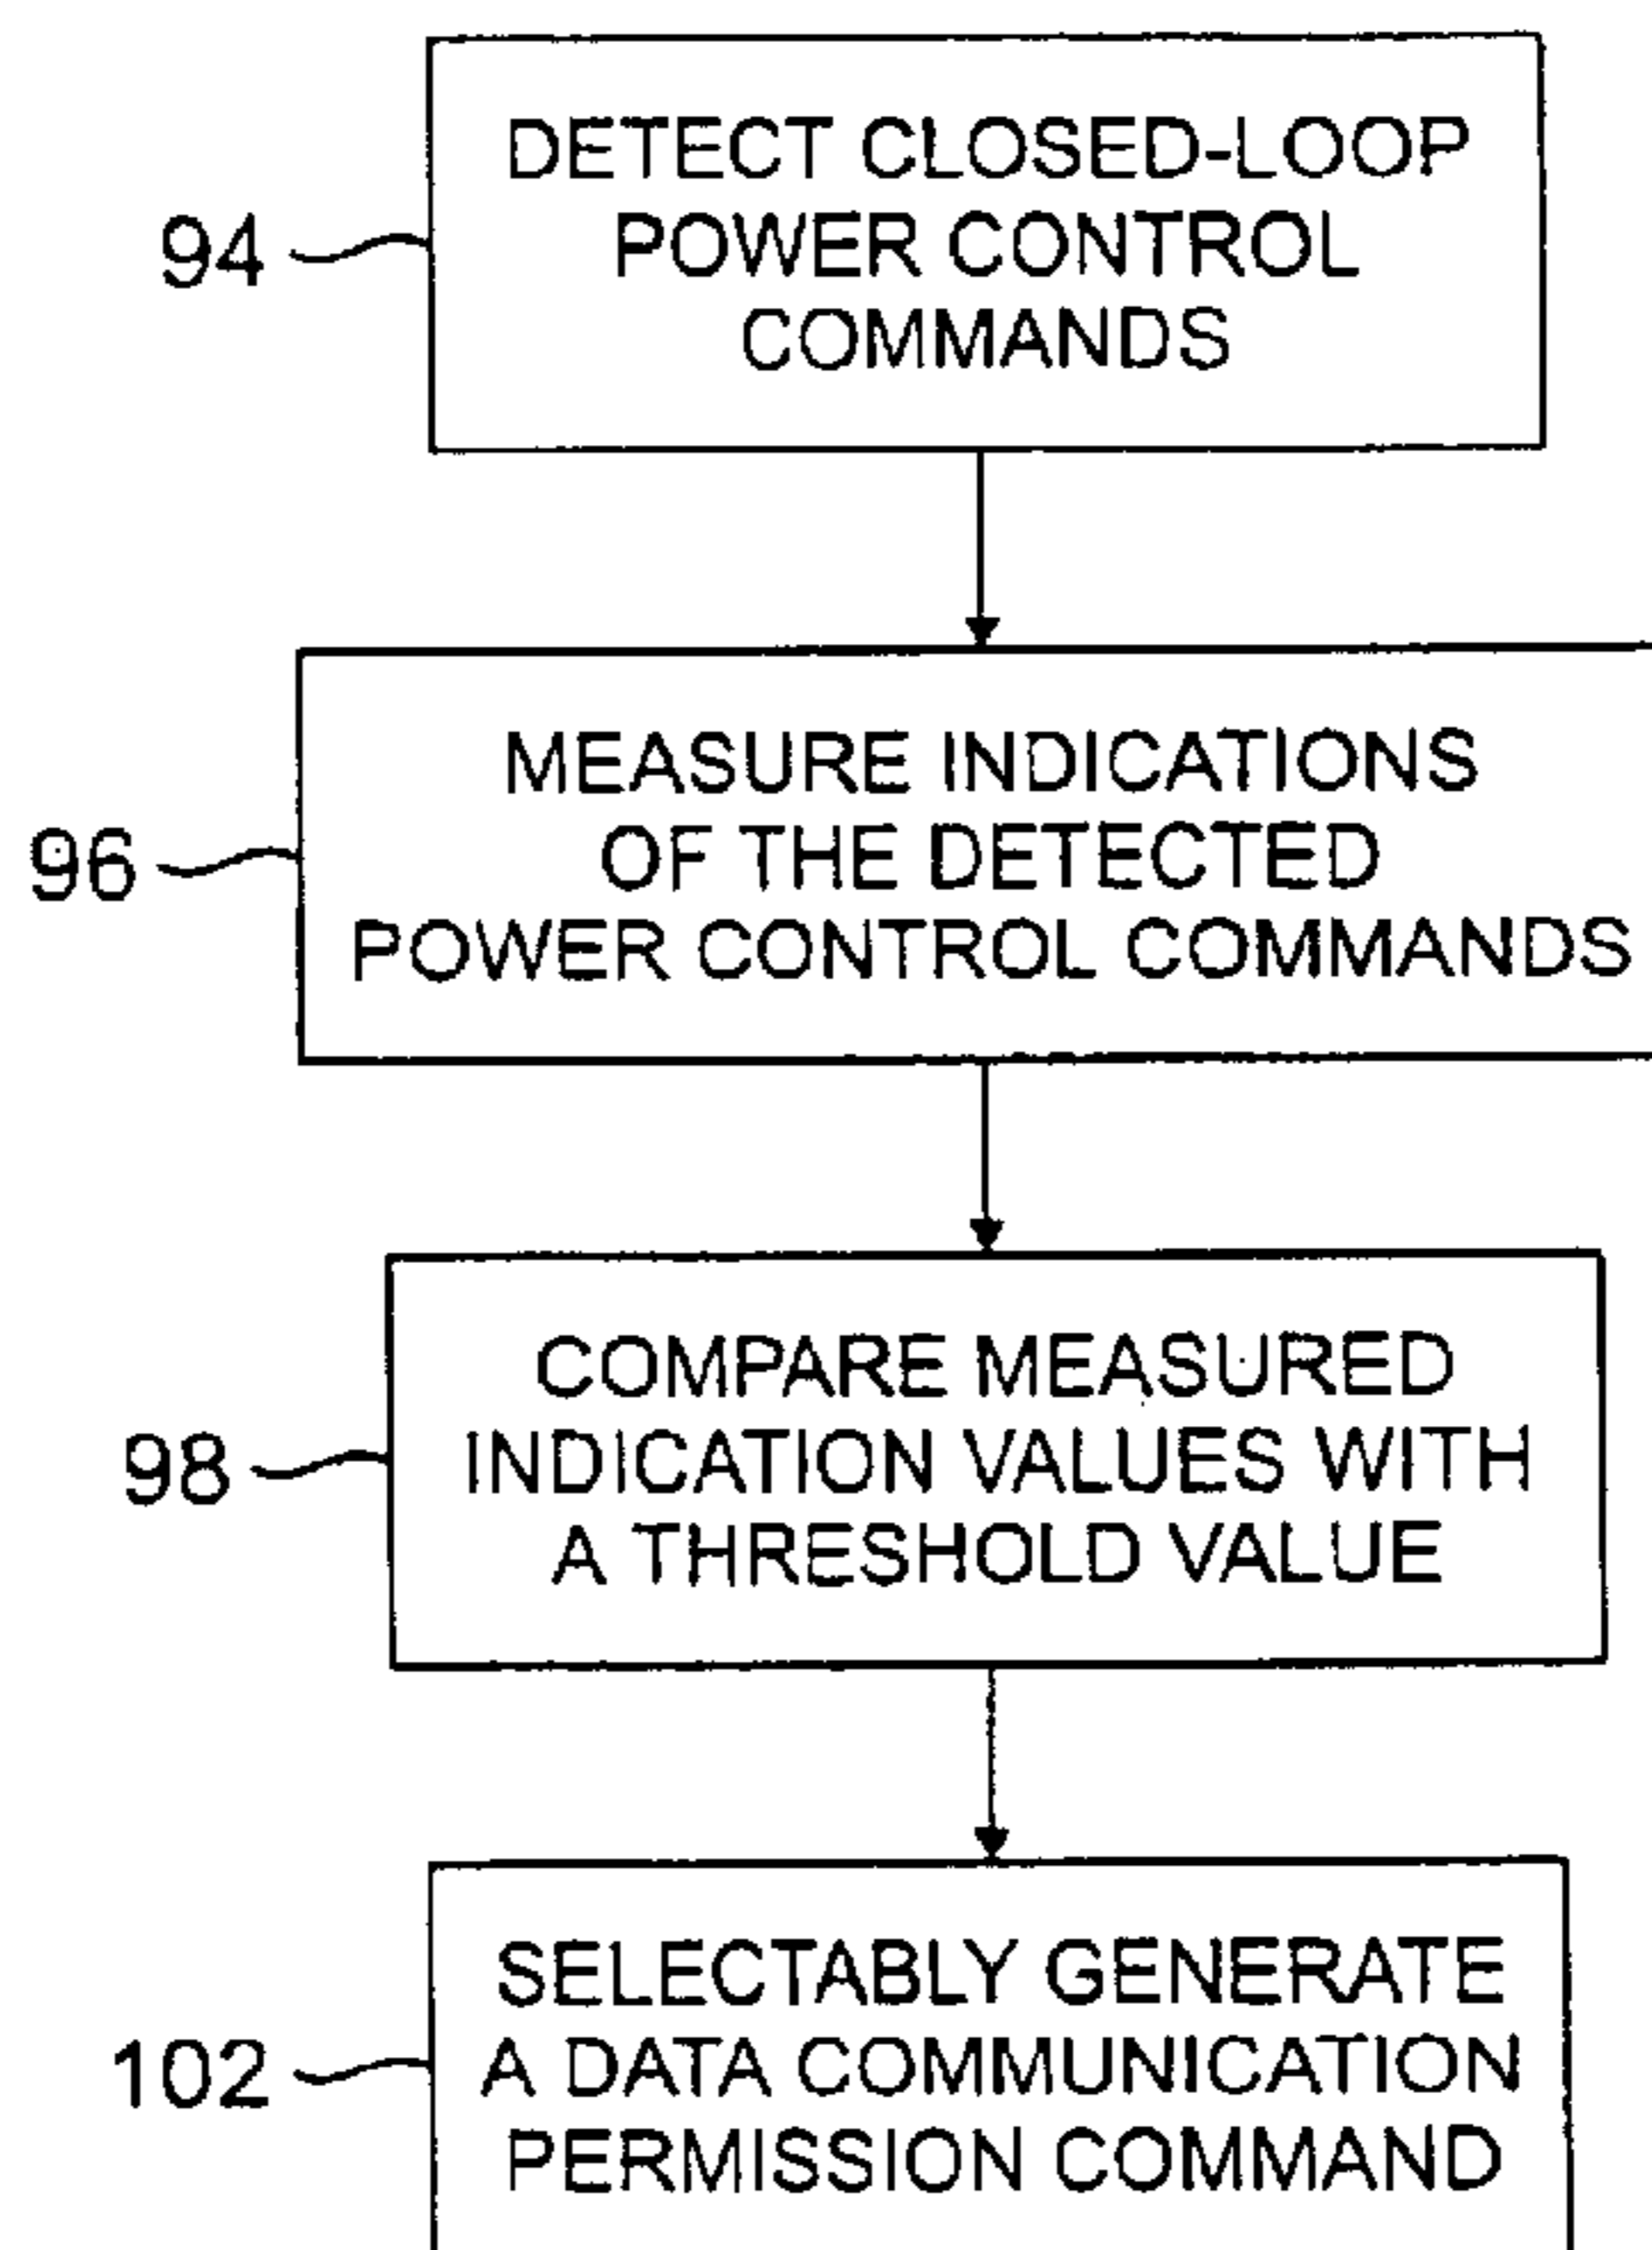 DETECT CLOSED-LOOP
POWER CONTROL
COMMANDS
94
MEASURE INDICATIONS
OF THE DETECTED
POWER CONTROL COMMANDS
96
COMPARE MEASURED
INDICATION VALUES WITH
A THRESHOLD VALUE
98
SELECTABLY GENERATE
A DATA COMMUNICATION
PERMISSION COMMAND
102